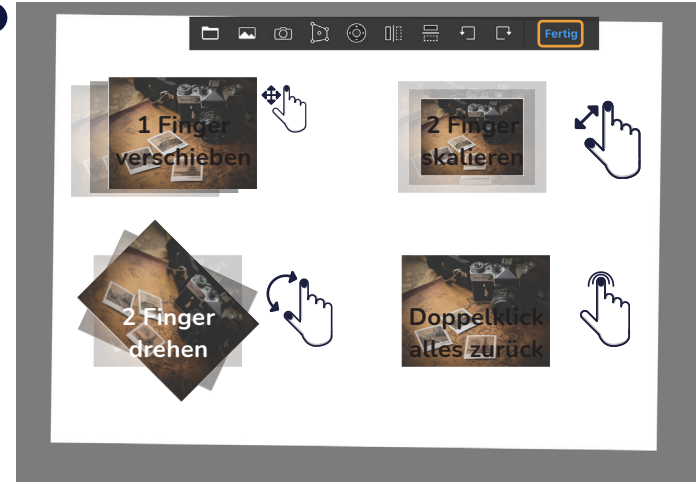 Fertig
1 Finger
verschieben
2 Finger
skalieren
2 Finger
drehen
Doppelklick
alles zurück